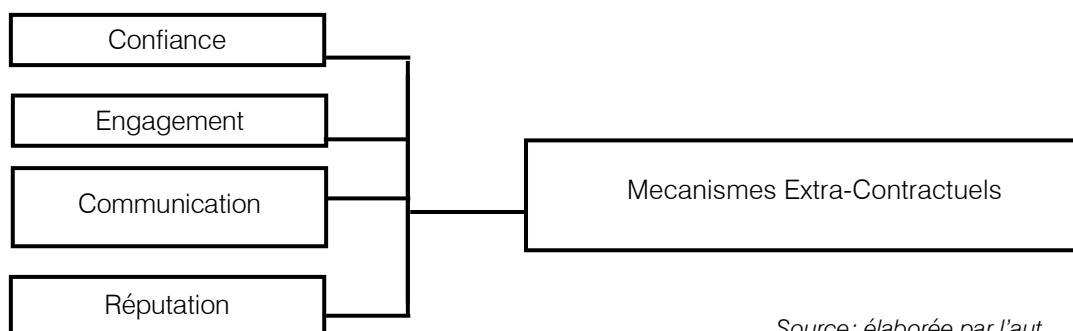 Confiance
Engagement
Communication
Mecanismes Extra-Contractuels
Réputation
Source: élaborée par l'aut